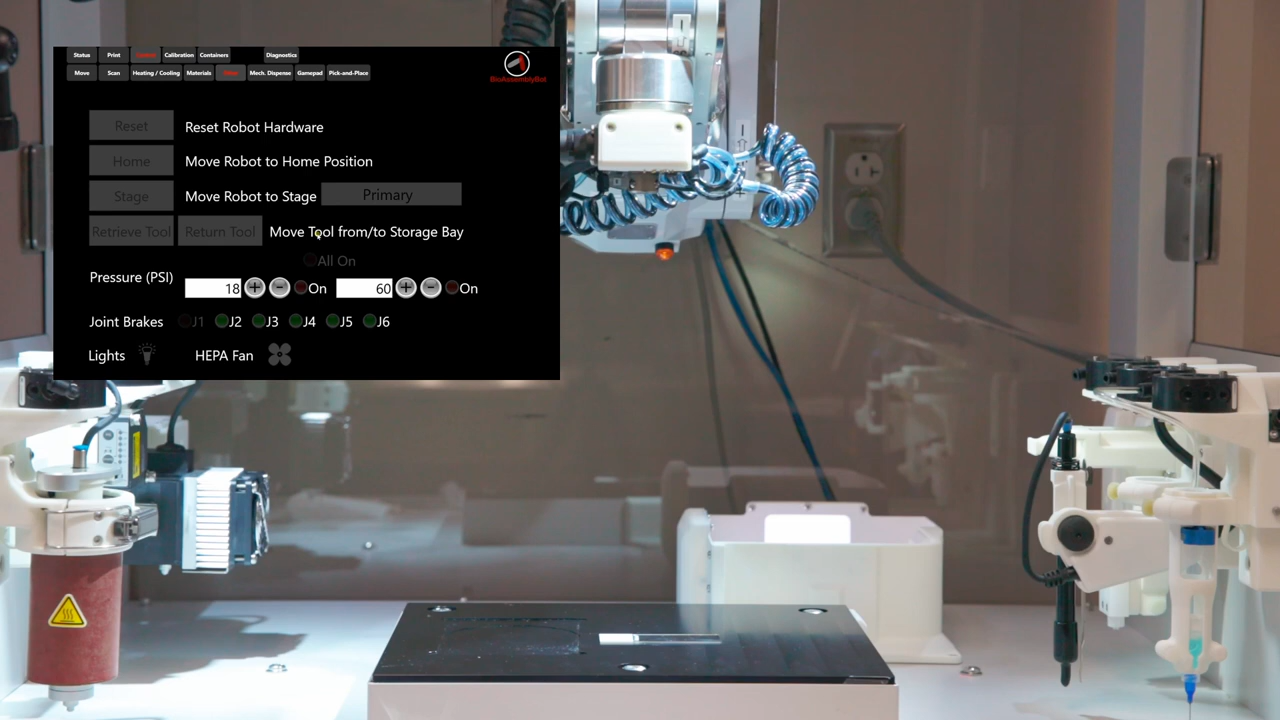 Status Print Calibration Containers Diagnostics
Move Scan Heating / Cooling Materials Mech. Dispense Gamepad Pick-and-Place
BioAssemblyBot
Reset Reset Robot Hardware
Home Move Robot to Home Position
Stage Move Robot to Stage Primary
Retrieve Tool Return Tool Move Tool from/to Storage Bay
All On
Pressure (PSI) 18 + - On 60 + - On
Joint Brakes J1 J2 J3 J4 J5 J6
Lights HEPA Fan